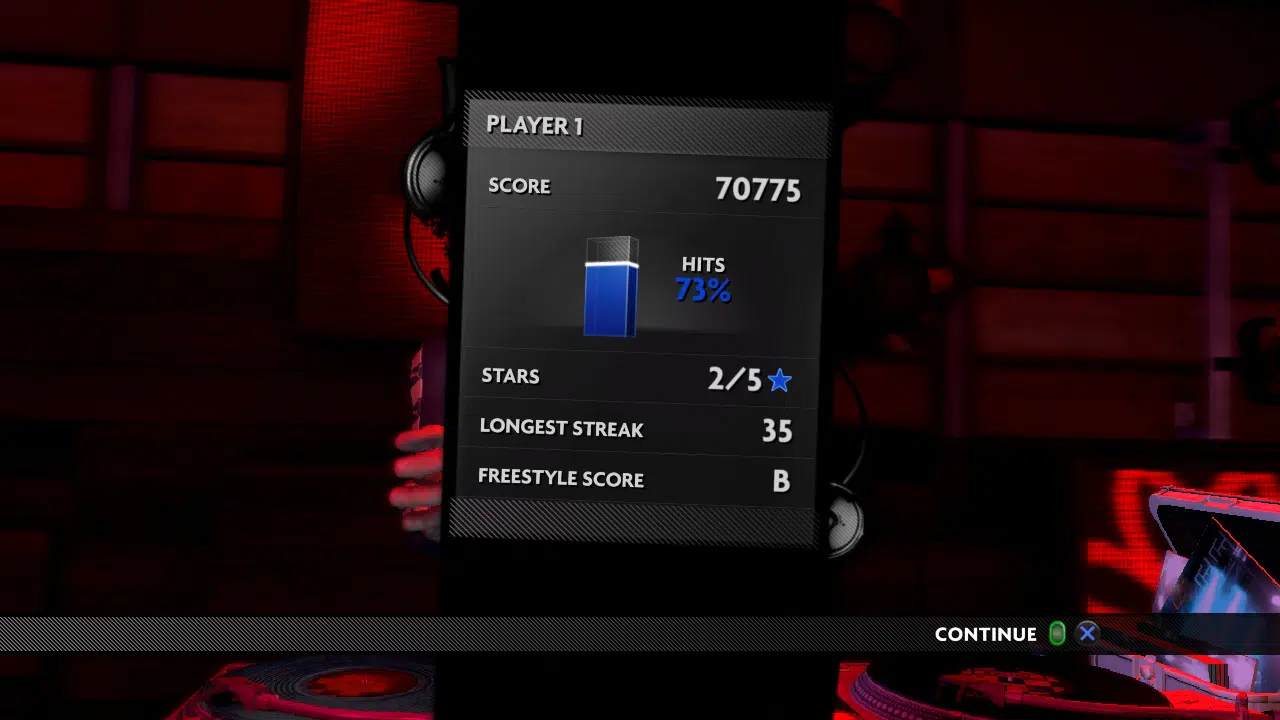 PLAYER 1
SCORE 70775
HITS
73%
STARS 2/5
LONGEST STREAK 35
FREESTYLE SCORE B
CONTINUE